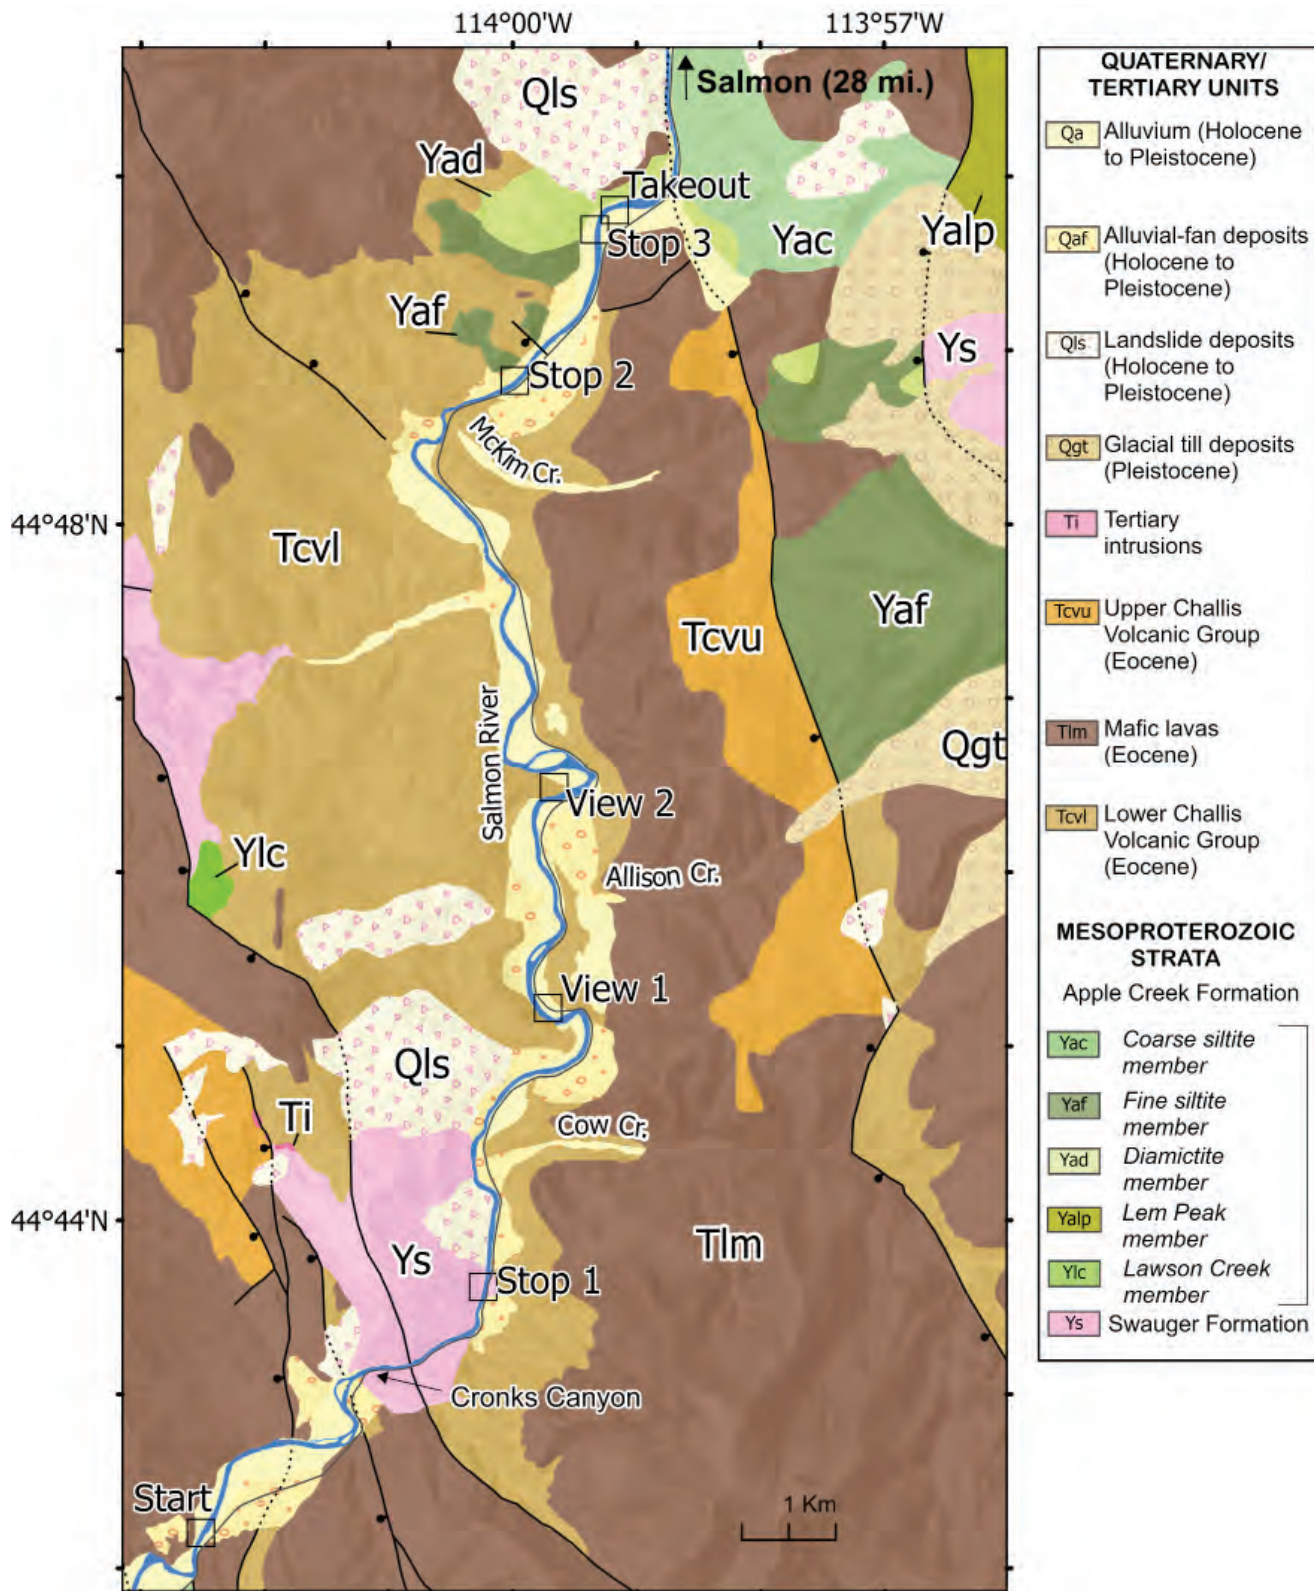 114°00'W
113°57'W
Salmon (28 mi.)
Qls
Yad
Takeout
Stop 3
Yac
Yalp
Yaf
Ys
Stop 2
McKim Cr.
44°48'N
Tcvl
Yaf
Tcvu
Salmon River
Qgt
View 2
Ylc
Allison Cr.
View 1
Qls
Ti
Cow Cr.
44°44'N
Ys
Tlm
Stop 1
Cronks Canyon
Start
1 Km
QUATERNARY/
TERTIARY UNITS
Qa Alluvium (Holocene
to Pleistocene)
Qaf Alluvial-fan deposits
(Holocene to
Pleistocene)
Qls Landslide deposits
(Holocene to
Pleistocene)
Qgt Glacial till deposits
(Pleistocene)
Ti Tertiary
intrusions
Tcvu Upper Challis
Volcanic Group
(Eocene)
Tlm Mafic lavas
(Eocene)
Tcvl Lower Challis
Volcanic Group
(Eocene)
MESOPROTEROZOIC
STRATA
Apple Creek Formation
Yac Coarse siltite
member
Yaf Fine siltite
member
Yad Diamictite
member
Yalp Lem Peak
member
Ylc Lawson Creek
member
Ys Swauger Formation